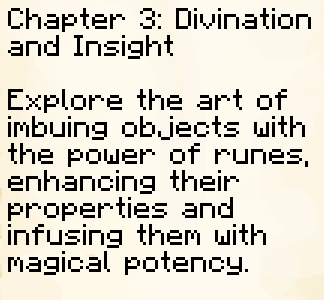 Chapter 3: Divination
and Insight

Explore the art of
imbuing objects with
the power of runes,
enhancing their
properties and
infusing them with
magical potency.